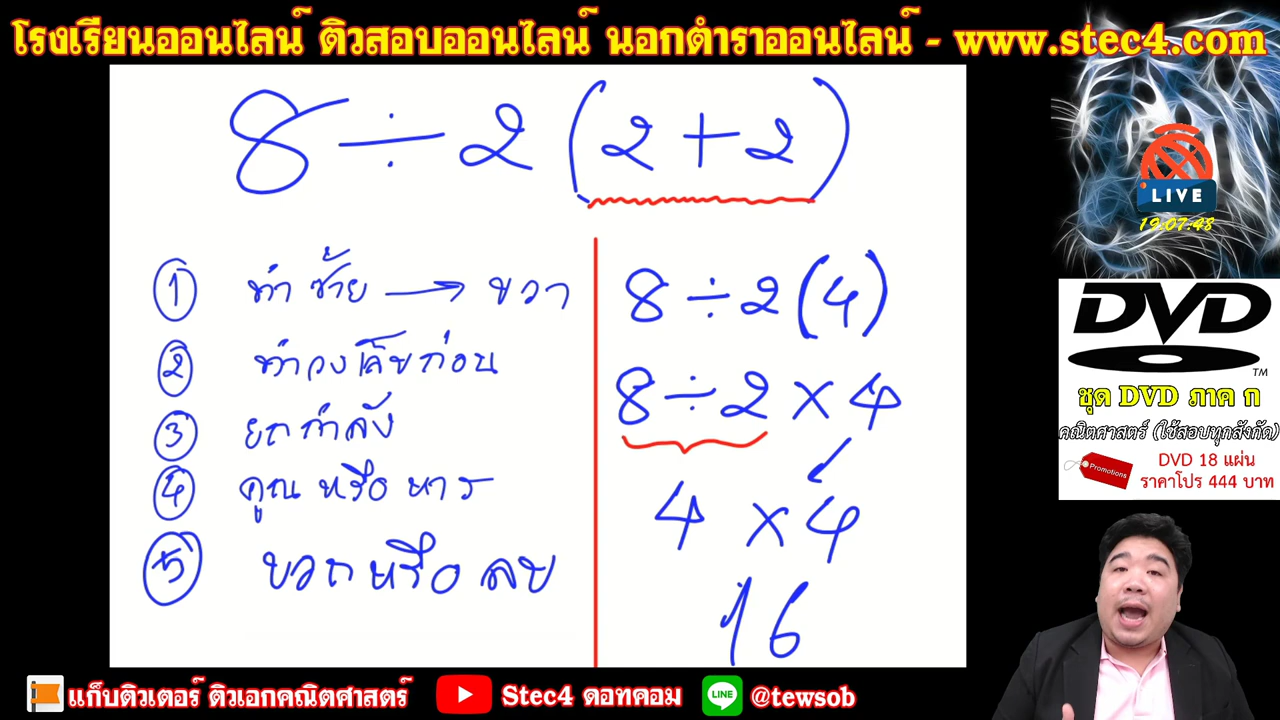 โรงเรียนออนไลน์ ติวสอบออนไลน์ นอกตำราออนไลน์ - www.stec4.com
8 ÷ 2 (2 + 2)
① ทำซ้าย → ขวา
② ทำวงเล็บก่อน
③ ยกกำลัง
④ คูณ หรือ หาร
⑤ บวก หรือ ลบ
8 ÷ 2 (4)
8 ÷ 2 × 4
4 × 4
16
LIVE
19:07:48
DVD
TM
ชุด DVD ภาค ก
คณิตศาสตร์ (ใช้สอบทุกสังกัด)
Promotions
DVD 18 แผ่น
ราคาโปร 444 บาท
แก็บติวเตอร์ ติวเอกคณิตศาสตร์
Stec4 ดอทคอม
LINE
@tewsob